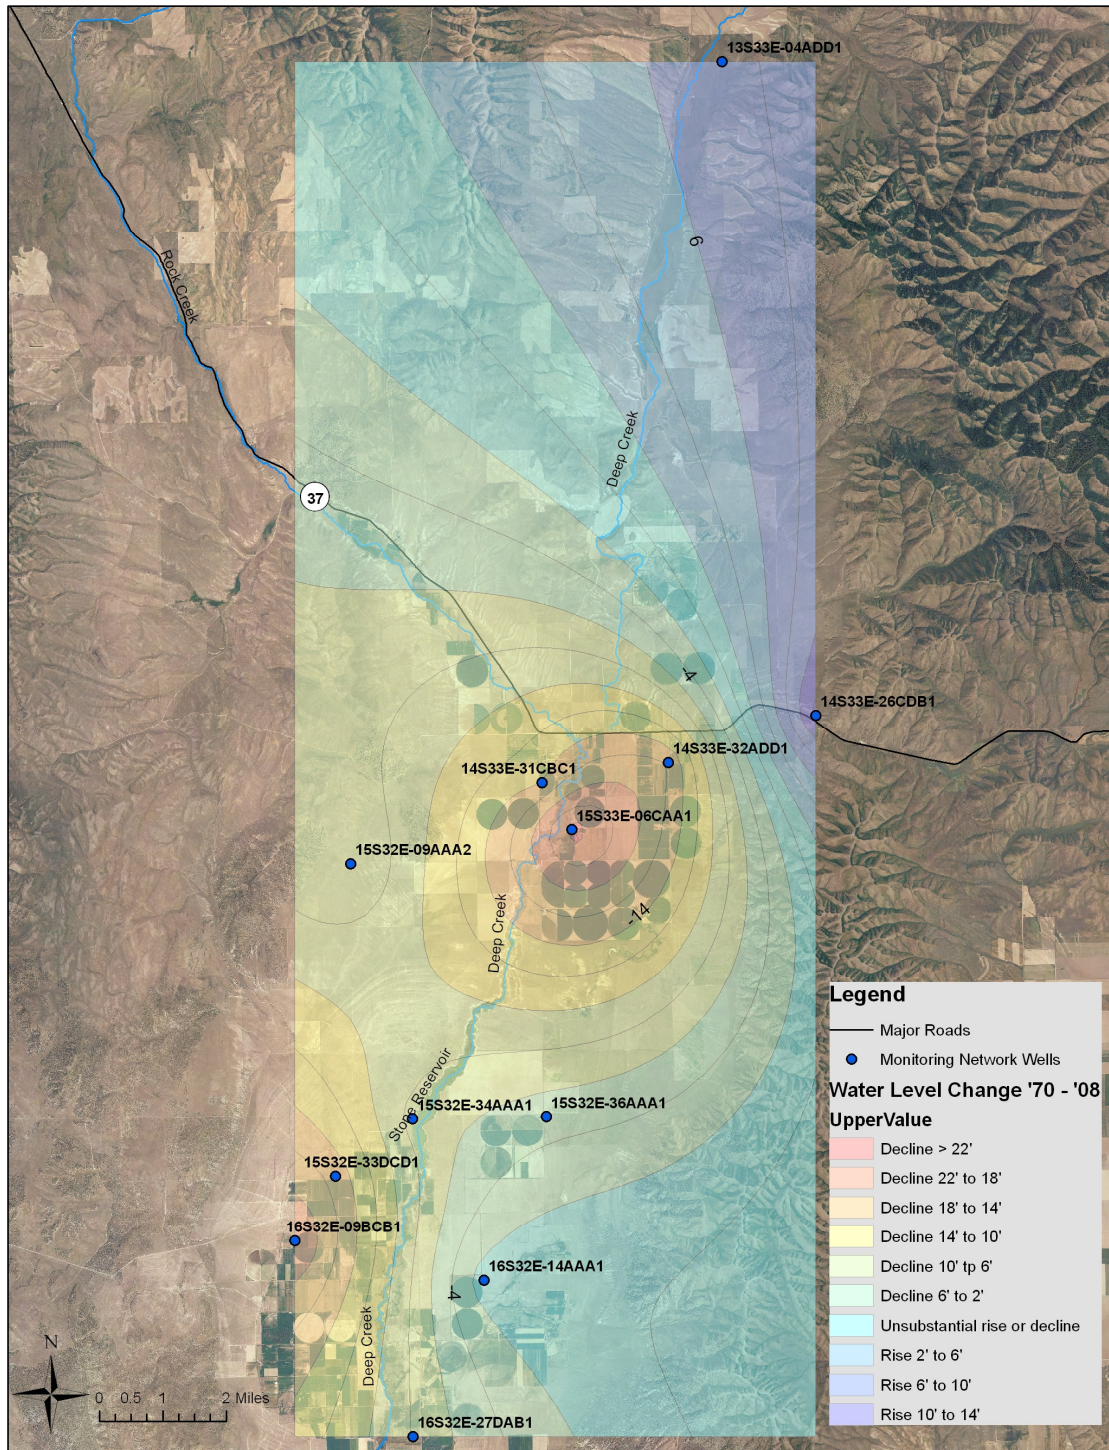 13S33E-04ADD1
6
Rock Creek
Deep Creek
37
-4
14S33E-26CDB1
14S33E-32ADD1
14S33E-31CBC1
15S33E-06CAA1
15S32E-09AAA2
-14
Deep Creek
Stone Reservoir
15S32E-34AAA1
15S32E-36AAA1
15S32E-33DCD1
16S32E-09BCB1
16S32E-14AAA1
-4
Deep Creek
16S32E-27DAB1
N
0 0.5 1 2 Miles
Legend
Major Roads
Monitoring Network Wells
Water Level Change '70 - '08
UpperValue
Decline > 22'
Decline 22' to 18'
Decline 18' to 14'
Decline 14' to 10'
Decline 10' tp 6'
Decline 6' to 2'
Unsubstantial rise or decline
Rise 2' to 6'
Rise 6' to 10'
Rise 10' to 14'